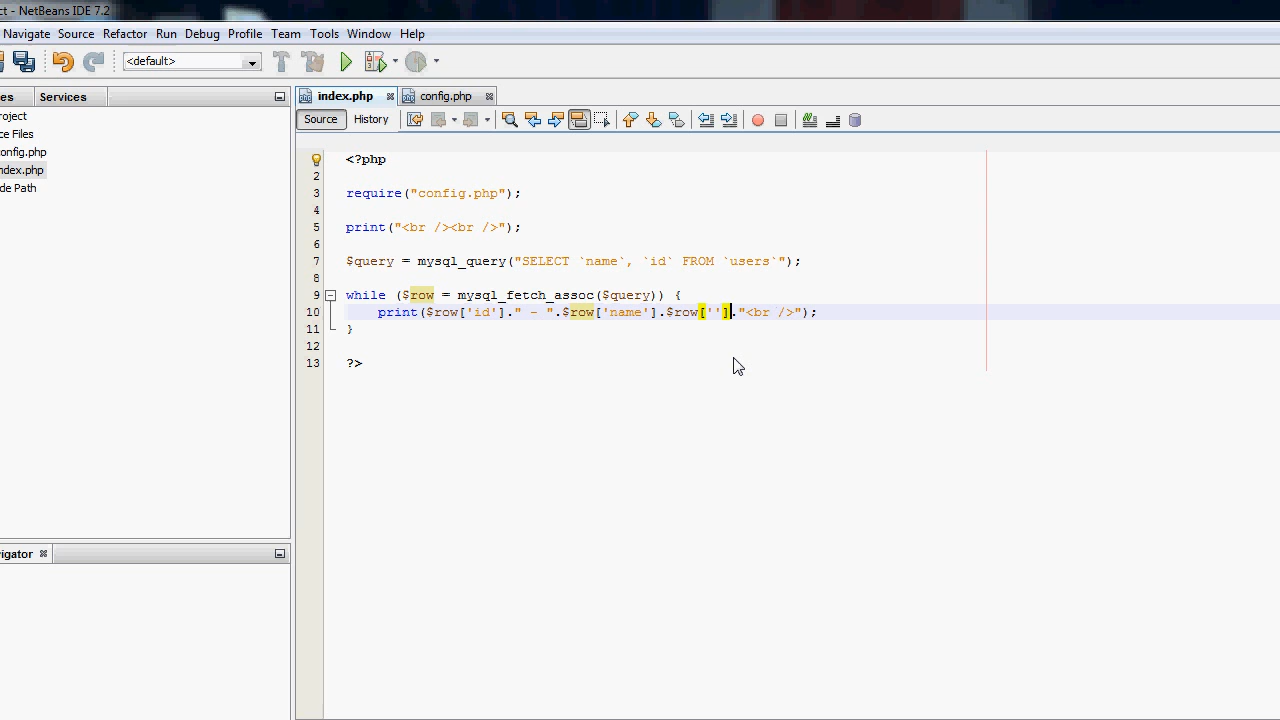 ct - NetBeans IDE 7.2
Navigate Source Refactor Run Debug Profile Team Tools Window Help
<default>
es Services
index.php config.php
roject
ce Files
onfig.php
ndex.php
de Path
Source History
<?php
2
3 require("config.php");
4
5 print("<br /><br />");
6
7 $query = mysql_query("SELECT `name`, `id` FROM `users`");
8
9 while ($row = mysql_fetch_assoc($query)) {
10 print($row['id']." - ".$row['name'].$row['']."<br />");
11 }
12
13 ?>
vigator